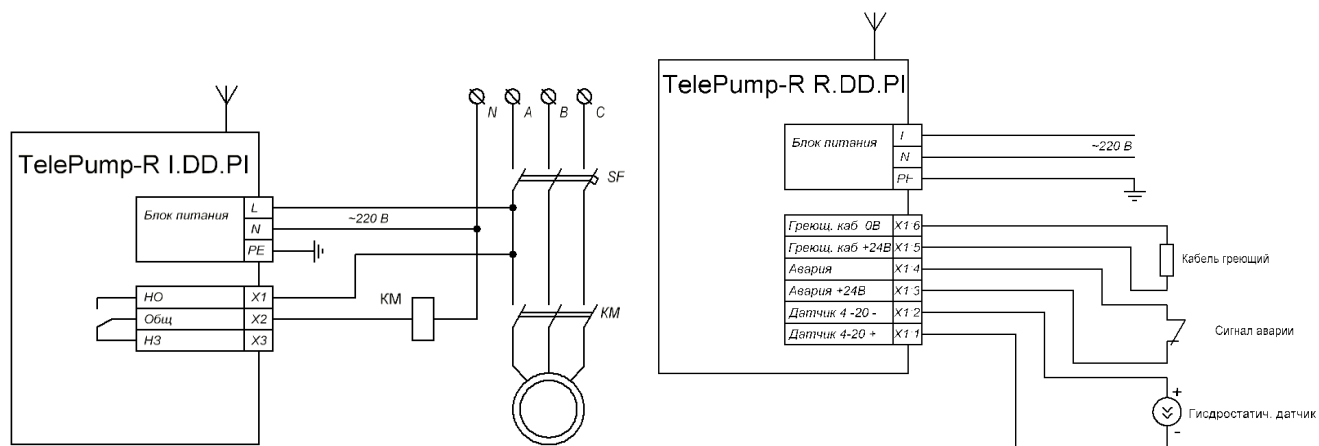 TelePump-R I.DD.PI
Блок питания
L
N
PE
~220 В
НО X1
Общ X2
НЗ X3
KM
N A B C
SF
KM
TelePump-R R.DD.PI
Блок питания
N
PE
~220 В
Греющ. каб 0В X1:6
Греющ. каб +24В X1:5
Авария X1:4
Авария +24В X1:3
Датчик 4 -20 - X1:2
Датчик 4-20 + X1:1
Кабель греющий
Сигнал аварии
+
Гисдростатич. датчик
-